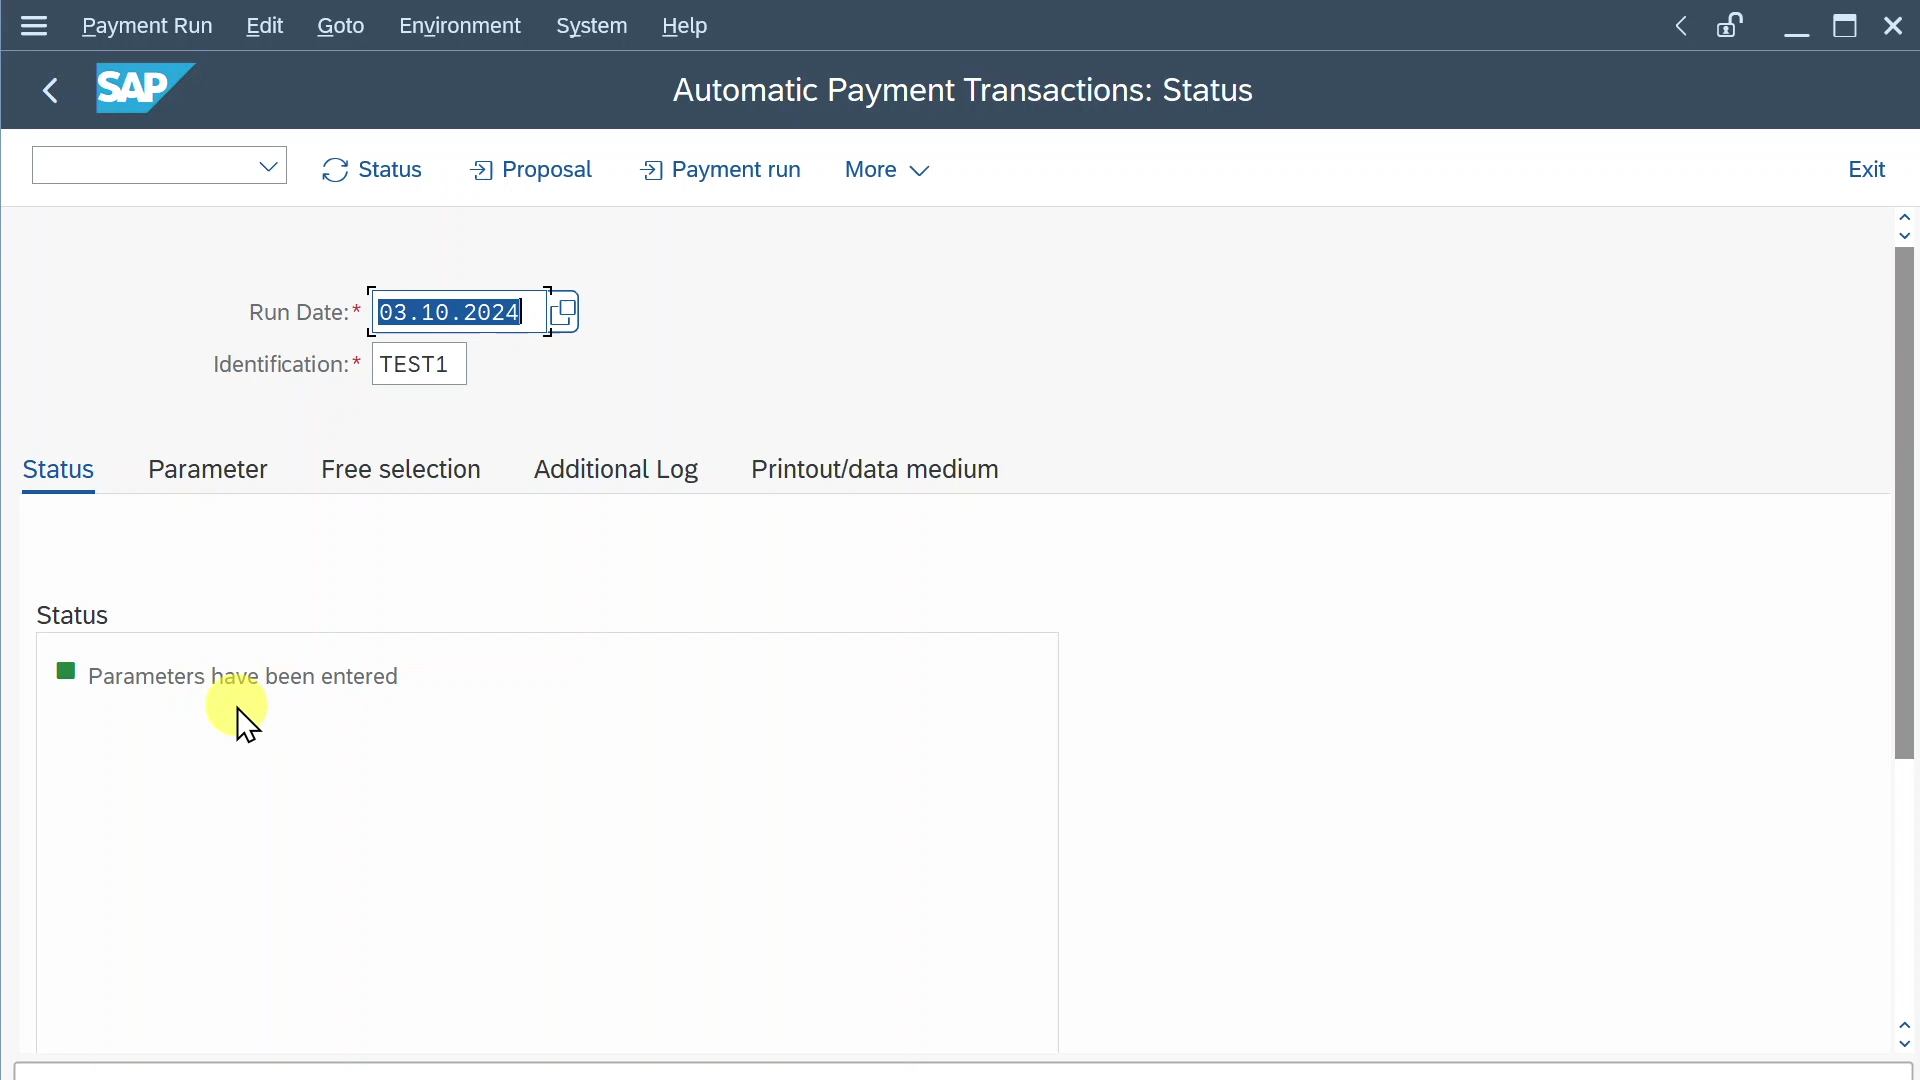 Payment Run Edit Goto Environment System Help
SAP Automatic Payment Transactions: Status
Status Proposal Payment run More Exit
Run Date:* 03.10.2024
Identification:* TEST1
Status Parameter Free selection Additional Log Printout/data medium
Status
Parameters have been entered